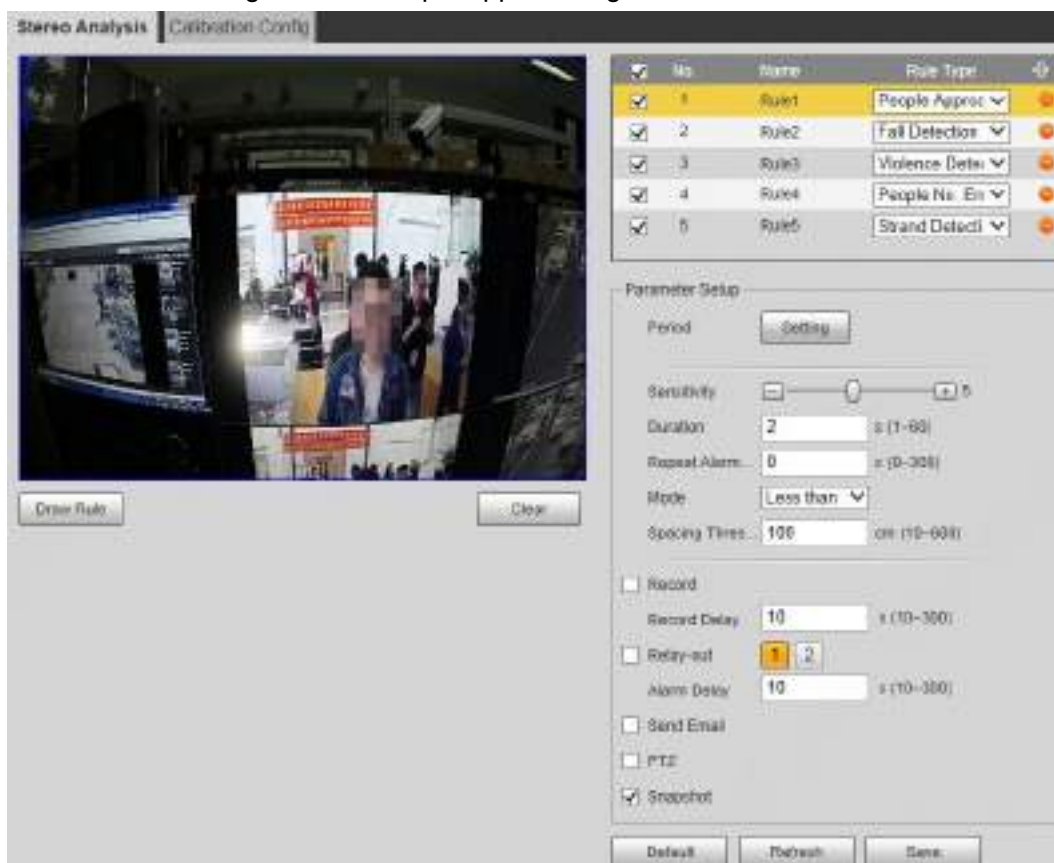 Stereo Analysis Calibration Config
No. Name Rule Type
1 Rule1 People Approc
2 Rule2 Fall Detection
3 Rule3 Violence Detec
4 Rule4 People No. En
5 Rule5 Strand Detecti
Parameter Setup
Period Setting
Sensitivity - + 5
Duration 2 s (1~60)
Repeat Alarm... 0 s (0~300)
Mode Less than
Spacing Thres... 100 cm (10~600)
Draw Rule Clear
Record
Record Delay 10 s (10~300)
Relay-out 1 2
Alarm Delay 10 s (10~300)
Send Email
PTZ
Snapshot
Default Refresh Save